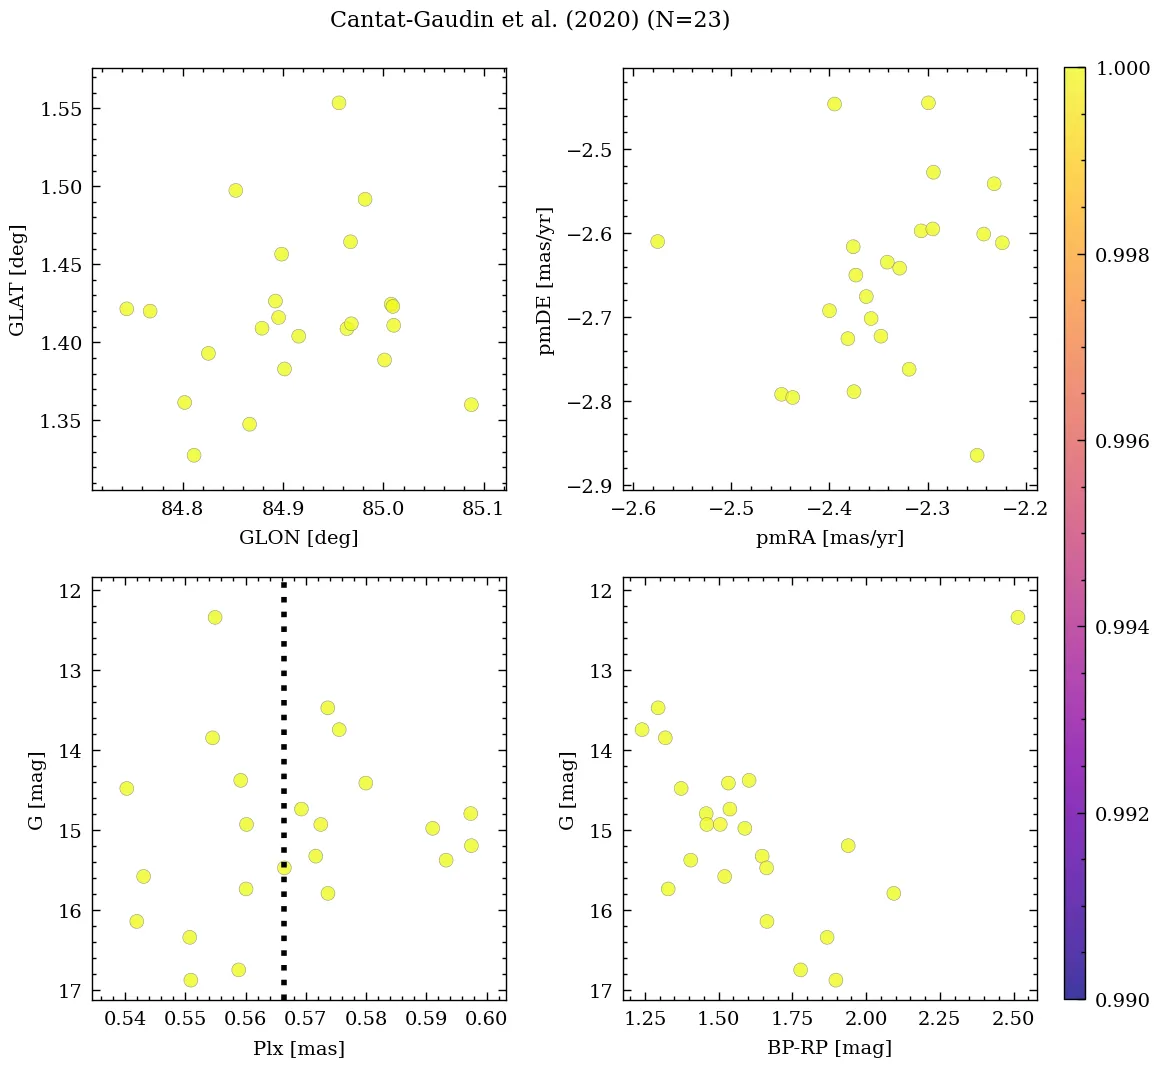 Cantat-Gaudin et al. (2020) (N=23)
1.55
1.50
1.45
1.40
1.35
GLAT [deg]
84.8 84.9 85.0 85.1
GLON [deg]
−2.5
−2.6
−2.7
−2.8
−2.9
pmDE [mas/yr]
−2.6 −2.5 −2.4 −2.3 −2.2
pmRA [mas/yr]
12
13
14
15
16
17
G [mag]
0.54 0.55 0.56 0.57 0.58 0.59 0.60
Plx [mas]
12
13
14
15
16
17
G [mag]
1.25 1.50 1.75 2.00 2.25 2.50
BP-RP [mag]
1.000
0.998
0.996
0.994
0.992
0.990